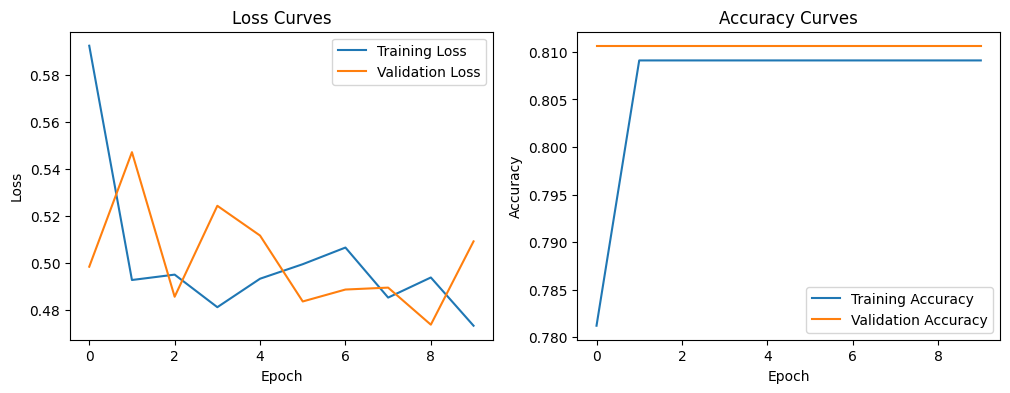 Loss Curves
Training Loss
Validation Loss
0.58
0.56
0.54
0.52
0.50
0.48
Loss
0 2 4 6 8
Epoch
Accuracy Curves
0.810
0.805
0.800
0.795
0.790
0.785
0.780
Accuracy
Training Accuracy
Validation Accuracy
0 2 4 6 8
Epoch